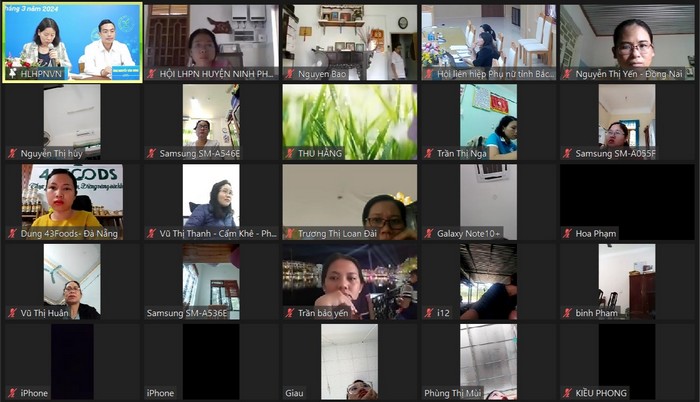 háng 3 năm 2024
HLHPNVN
HỘI LHPN HUYỆN NINH PH...
Nguyen Bao
Hội liên hiệp Phụ nữ tỉnh Bắc...
Nguyễn Thị Yến - Đồng Nai
Nguyễn Thị hủy
Samsung SM-A546E
THU HẰNG
Trần Thị Nga
Samsung SM-A055F
43FOODS
Dung 43Foods- Đà Nẵng
Vũ Thị Thanh - Cẩm Khê - Ph...
Trương Thị Loan Đài
Galaxy Note10+
Hoa Phạm
Vũ Thị Huân
Samsung SM-A536E
Trần bảo yến
i12
bình Phạm
iPhone
iPhone
Giau
Phùng Thị Mùi
KIỀU PHONG